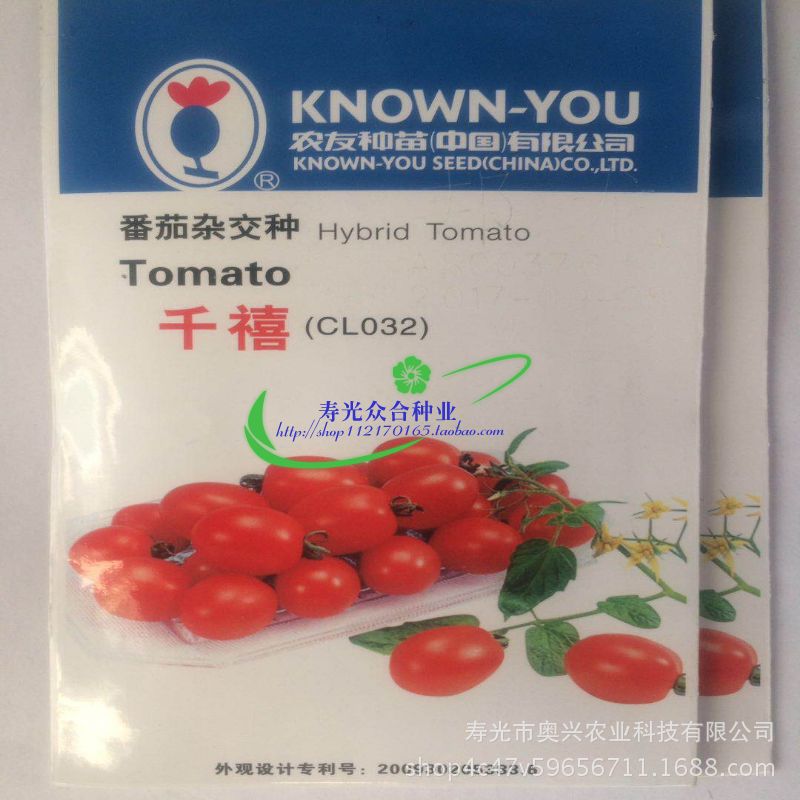 KNOWN-YOU
农友种苗(中国)有限公司
KNOWN-YOU SEED(CHINA)CO.,LTD.
®
番茄杂交种 Hybrid Tomato
Tomato
千禧 (CL032)
寿光众合种业
http://shop112170165.taobao.com
寿光市奥兴农业科技有限公司
shop4c47v59656711.1688.com
外观设计专利号: